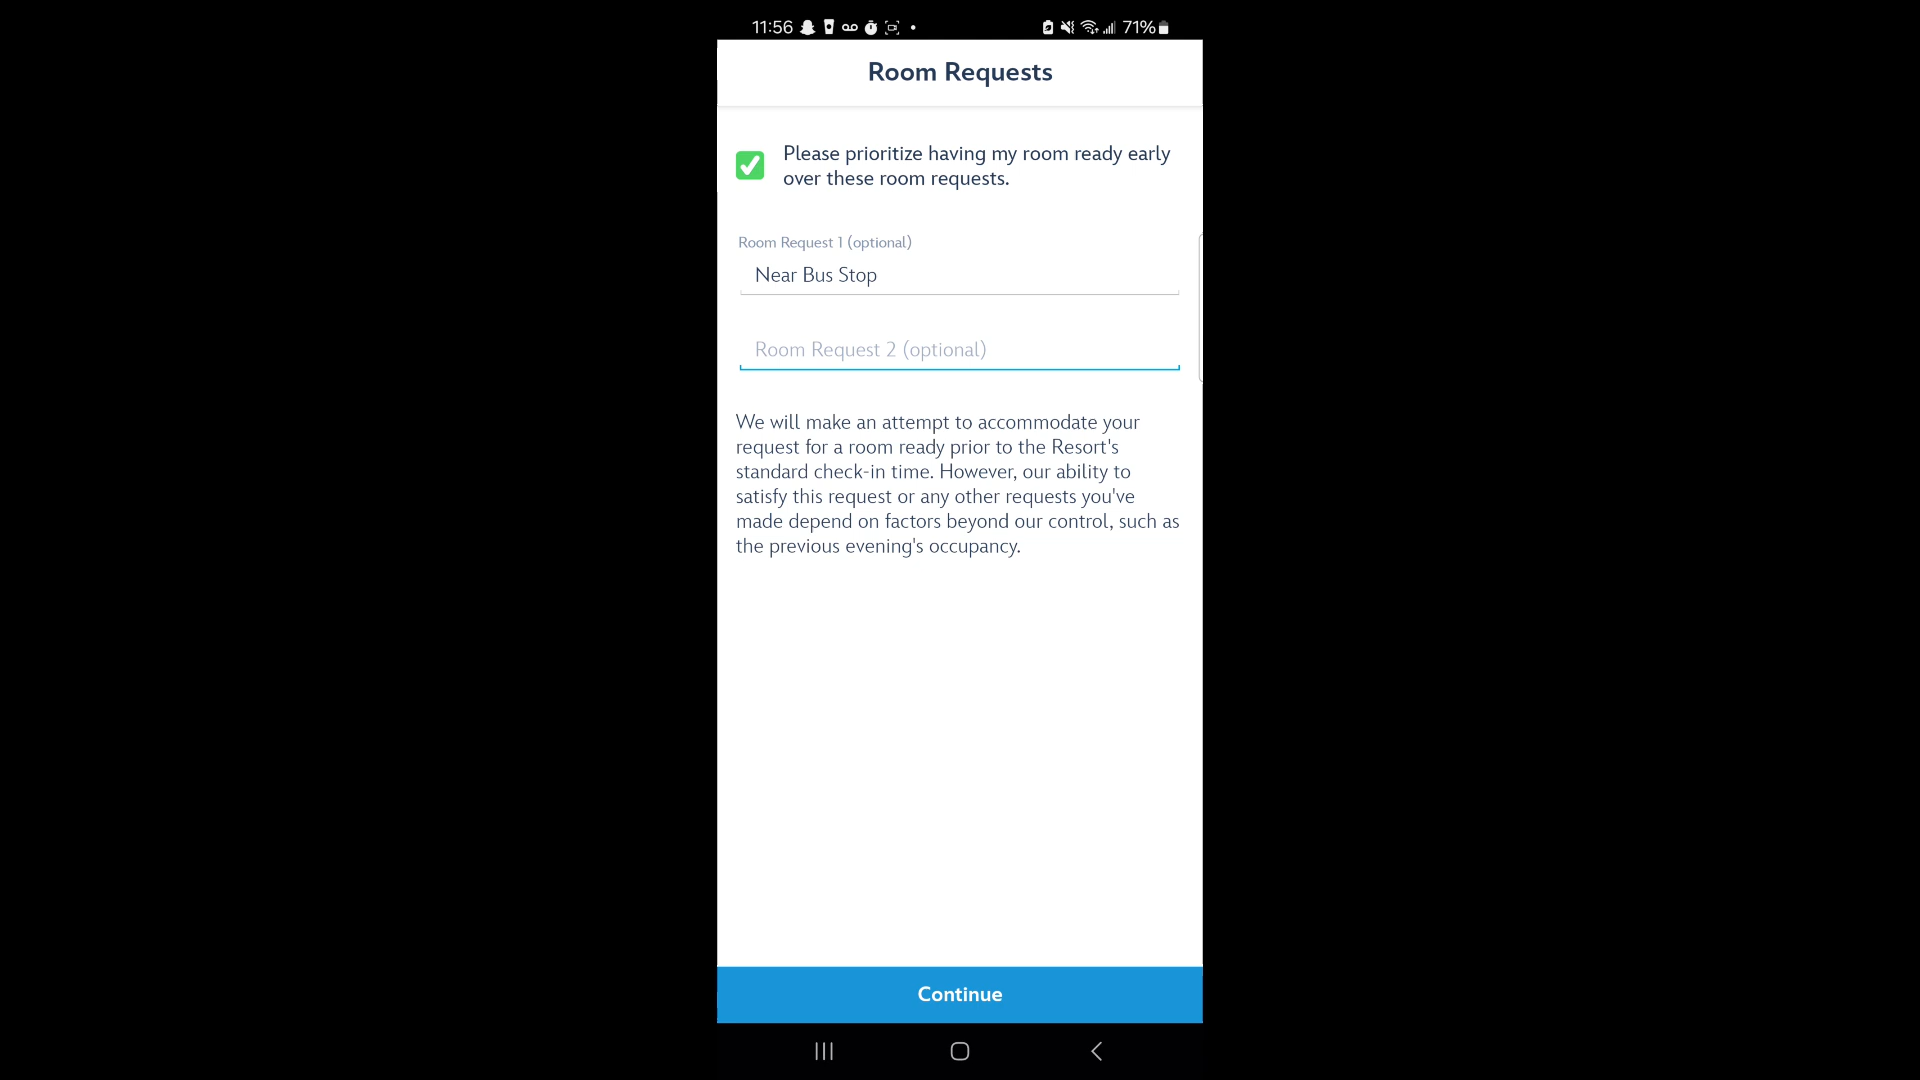 11:56
71%
Room Requests
Please prioritize having my room ready early
over these room requests.
Room Request 1 (optional)
Near Bus Stop
Room Request 2 (optional)
We will make an attempt to accommodate your
request for a room ready prior to the Resort's
standard check-in time. However, our ability to
satisfy this request or any other requests you've
made depend on factors beyond our control, such as
the previous evening's occupancy.
Continue